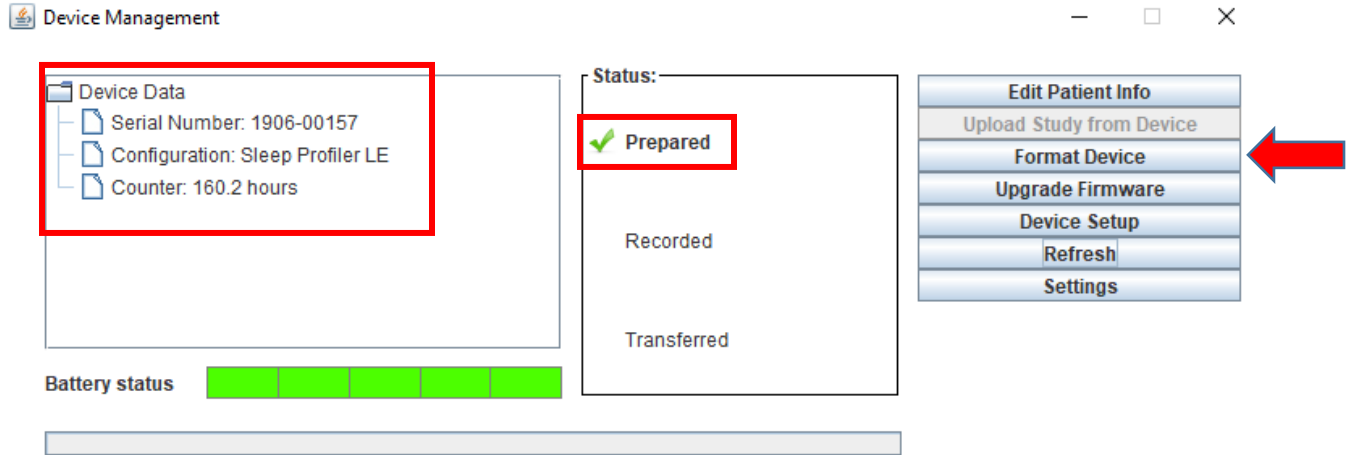 Device Management
Device Data
Serial Number: 1906-00157
Configuration: Sleep Profiler LE
Counter: 160.2 hours
Battery status
Status:
Prepared
Recorded
Transferred
Edit Patient Info
Upload Study from Device
Format Device
Upgrade Firmware
Device Setup
Refresh
Settings